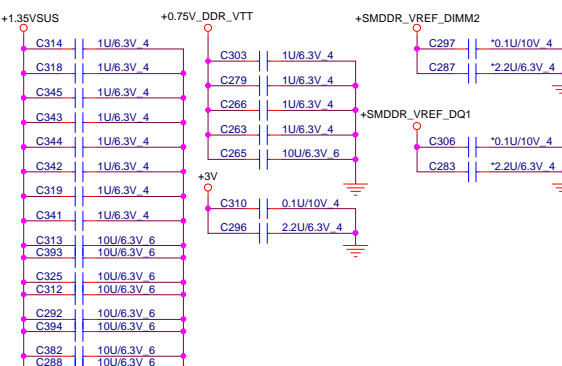 +1.35VSUS
C314 1U/6.3V_4
C318 1U/6.3V_4
C345 1U/6.3V_4
C343 1U/6.3V_4
C344 1U/6.3V_4
C342 1U/6.3V_4
C319 1U/6.3V_4
C341 1U/6.3V_4
C313 10U/6.3V_6
C393 10U/6.3V_6
C325 10U/6.3V_6
C312 10U/6.3V_6
C292 10U/6.3V_6
C394 10U/6.3V_6
C382 10U/6.3V_6
C288 10U/6.3V_6
+0.75V_DDR_VTT
C303 1U/6.3V_4
C279 1U/6.3V_4
C266 1U/6.3V_4
C263 1U/6.3V_4
C265 10U/6.3V_6
+3V
C310 0.1U/10V_4
C296 2.2U/6.3V_4
+SMDDR_VREF_DIMM2
C297 *0.1U/10V_4
C287 *2.2U/6.3V_4
+SMDDR_VREF_DQ1
C306 *0.1U/10V_4
C283 *2.2U/6.3V_4